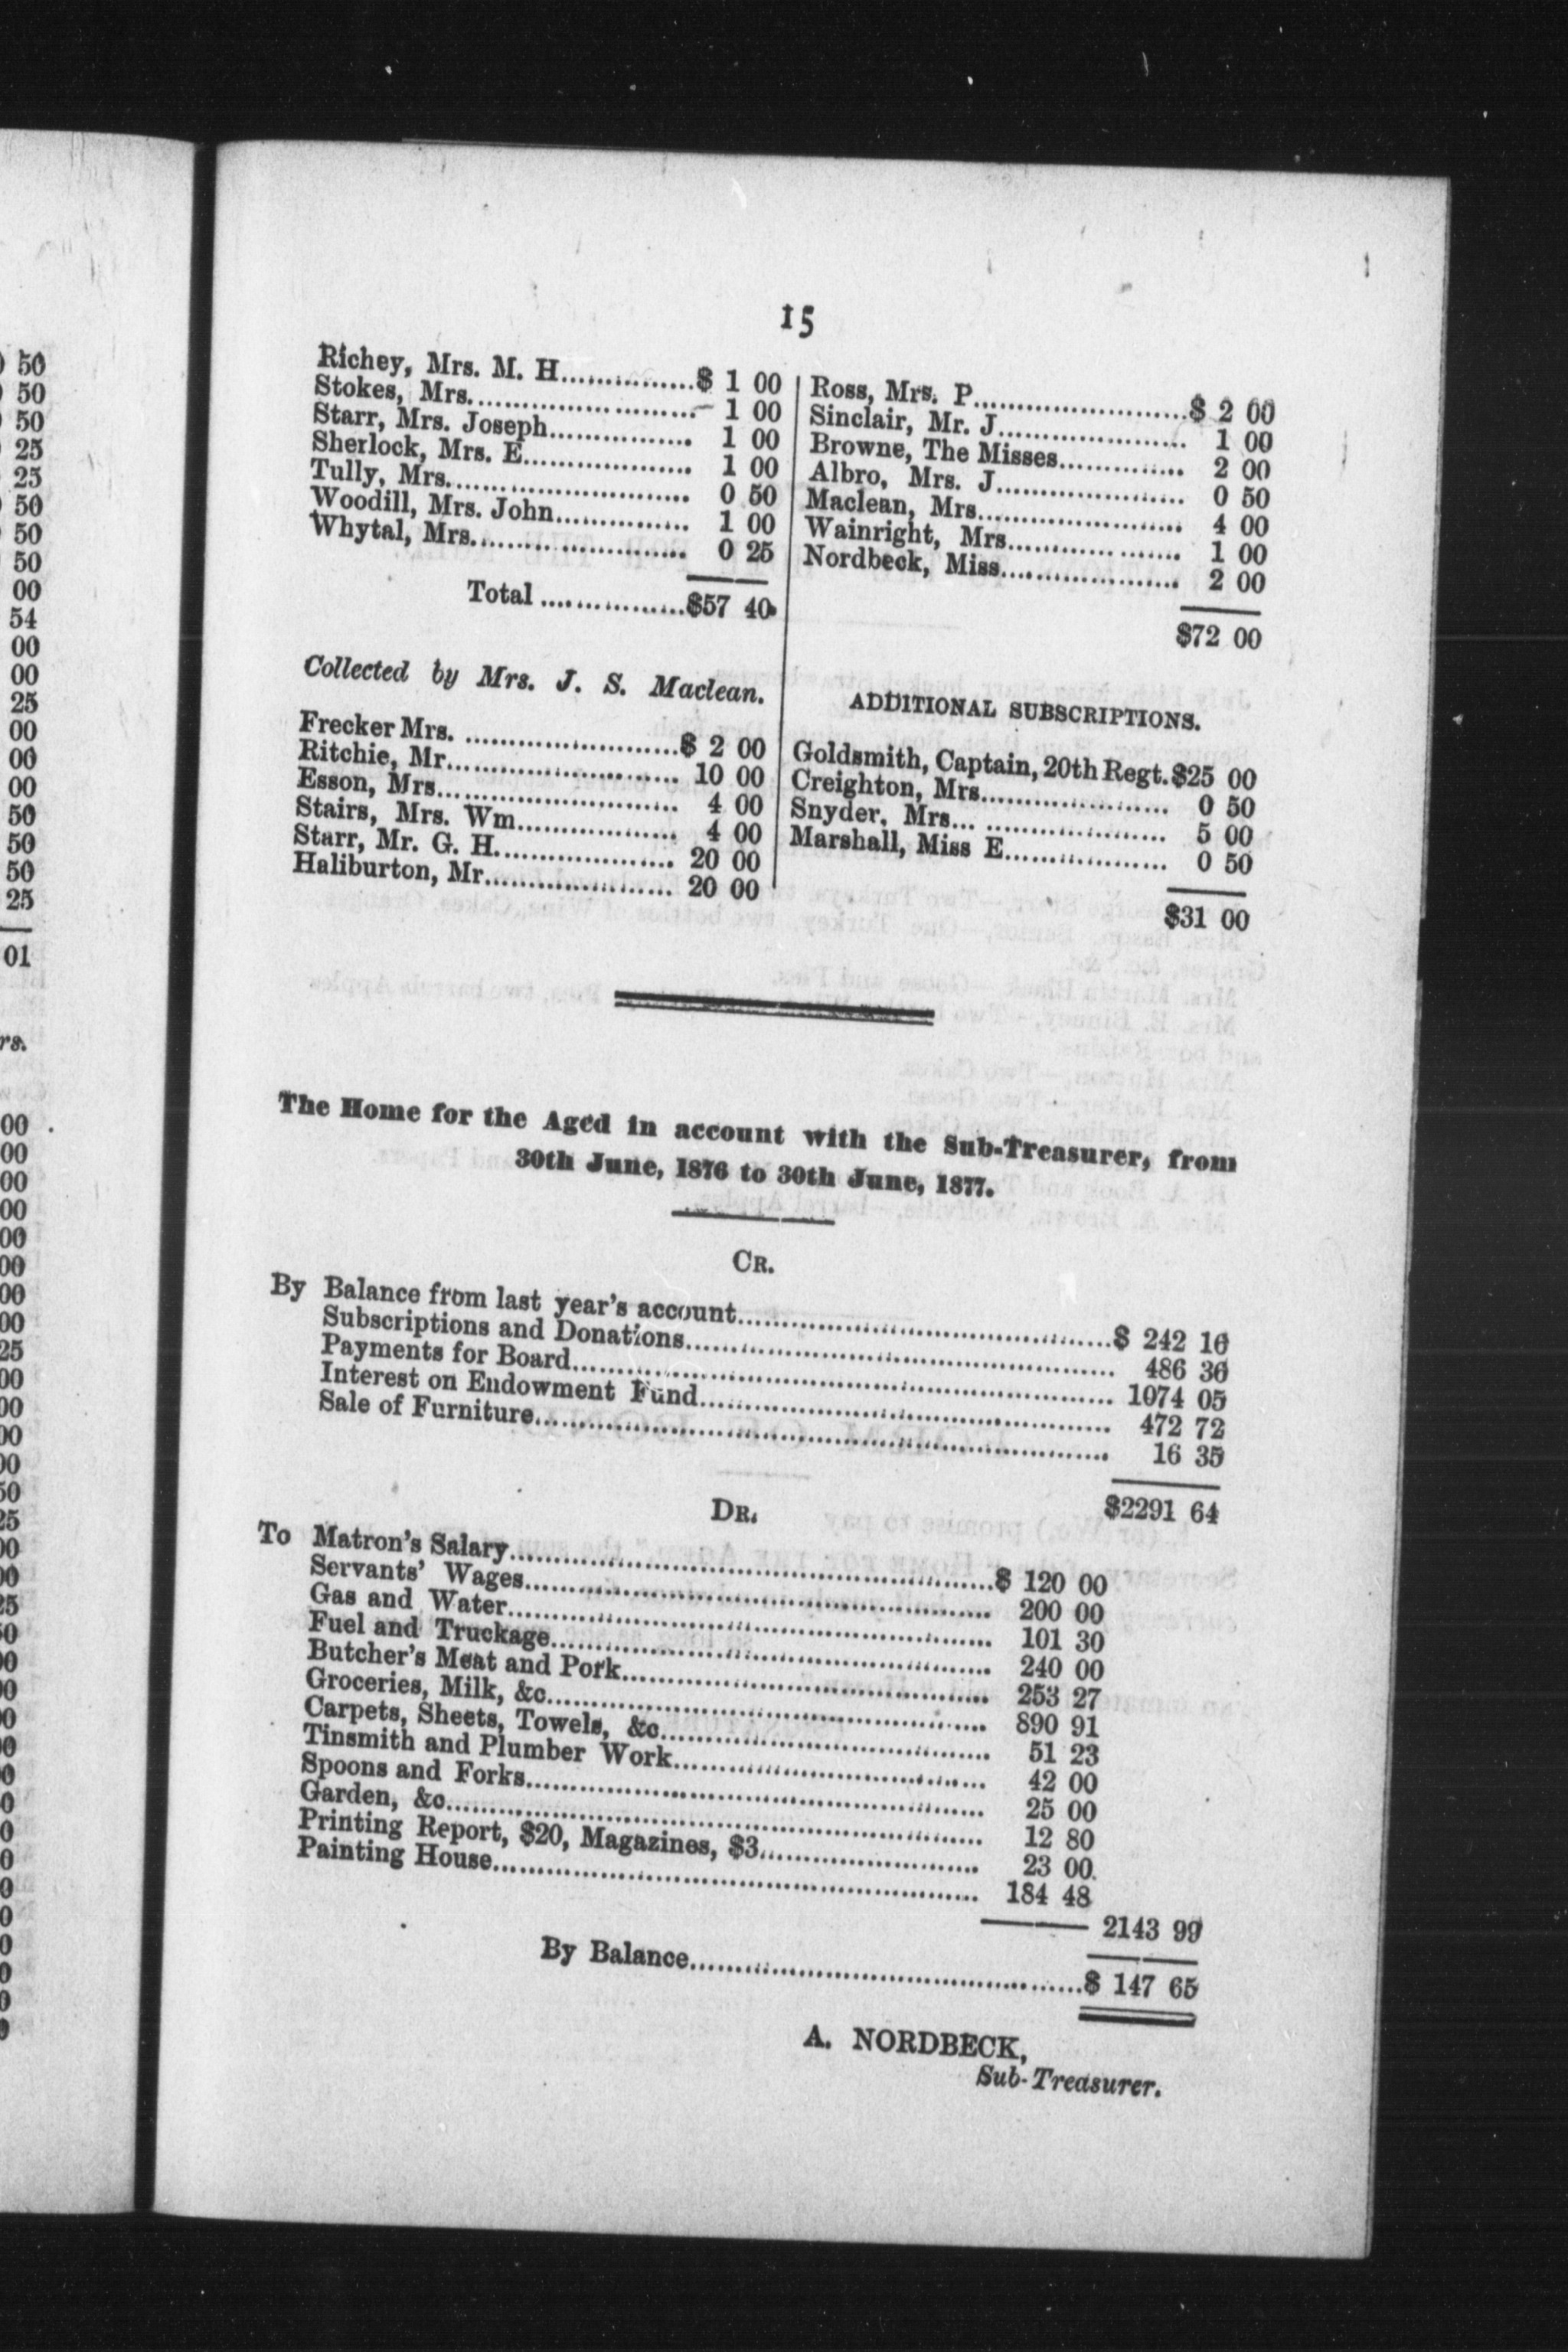 15
Richey, Mrs. M. H...............$ 1 00
Stokes, Mrs.......................... 1 00
Starr, Mrs. Joseph................ 1 00
Sherlock, Mrs. E................... 1 00
Tully, Mrs........................... 0 50
Woodill, Mrs. John............... 1 00
Whytal, Mrs........................ 0 25
Total ................$57 40
Collected by Mrs. J. S. Maclean.
Frecker Mrs. ........................$ 2 00
Ritchie, Mr.......................... 10 00
Esson, Mrs........................... 4 00
Stairs, Mrs. Wm.................. 4 00
Starr, Mr. G. H.................... 20 00
Haliburton, Mr..................... 20 00
Ross, Mrs. P........................$ 2 00
Sinclair, Mr. J..................... 1 00
Browne, The Misses.............. 2 00
Albro, Mrs. J...................... 0 50
Maclean, Mrs....................... 4 00
Wainright, Mrs.................... 1 00
Nordbeck, Miss.................... 2 00
$72 00
ADDITIONAL SUBSCRIPTIONS.
Goldsmith, Captain, 20th Regt.$25 00
Creighton, Mrs..................... 0 50
Snyder, Mrs... .................... 5 00
Marshall, Miss E.................. 0 50
$31 00
The Home for the Aged in account with the Sub-Treasurer, from
30th June, 1876 to 30th June, 1877.
CR.
By Balance from last year's account..........................................$ 242 16
Subscriptions and Donations................................................ 486 36
Payments for Board............................................................ 1074 05
Interest on Endowment Fund.............................................. 472 72
Sale of Furniture................................................................ 16 35
$2291 64
DR.
To Matron's Salary.......................................................$ 120 00
Servants' Wages.................................................... 200 00
Gas and Water...................................................... 101 30
Fuel and Truckage................................................. 240 00
Butcher's Meat and Pork......................................... 253 27
Groceries, Milk, &c................................................ 890 91
Carpets, Sheets, Towels, &c..................................... 51 23
Tinsmith and Plumber Work................................... 42 00
Spoons and Forks................................................... 25 00
Garden, &c............................................................ 12 80
Printing Report, $20, Magazines, $3......................... 23 00
Painting House...................................................... 184 48
2143 99
By Balance............................................$ 147 65
A. NORDBECK,
Sub-Treasurer.